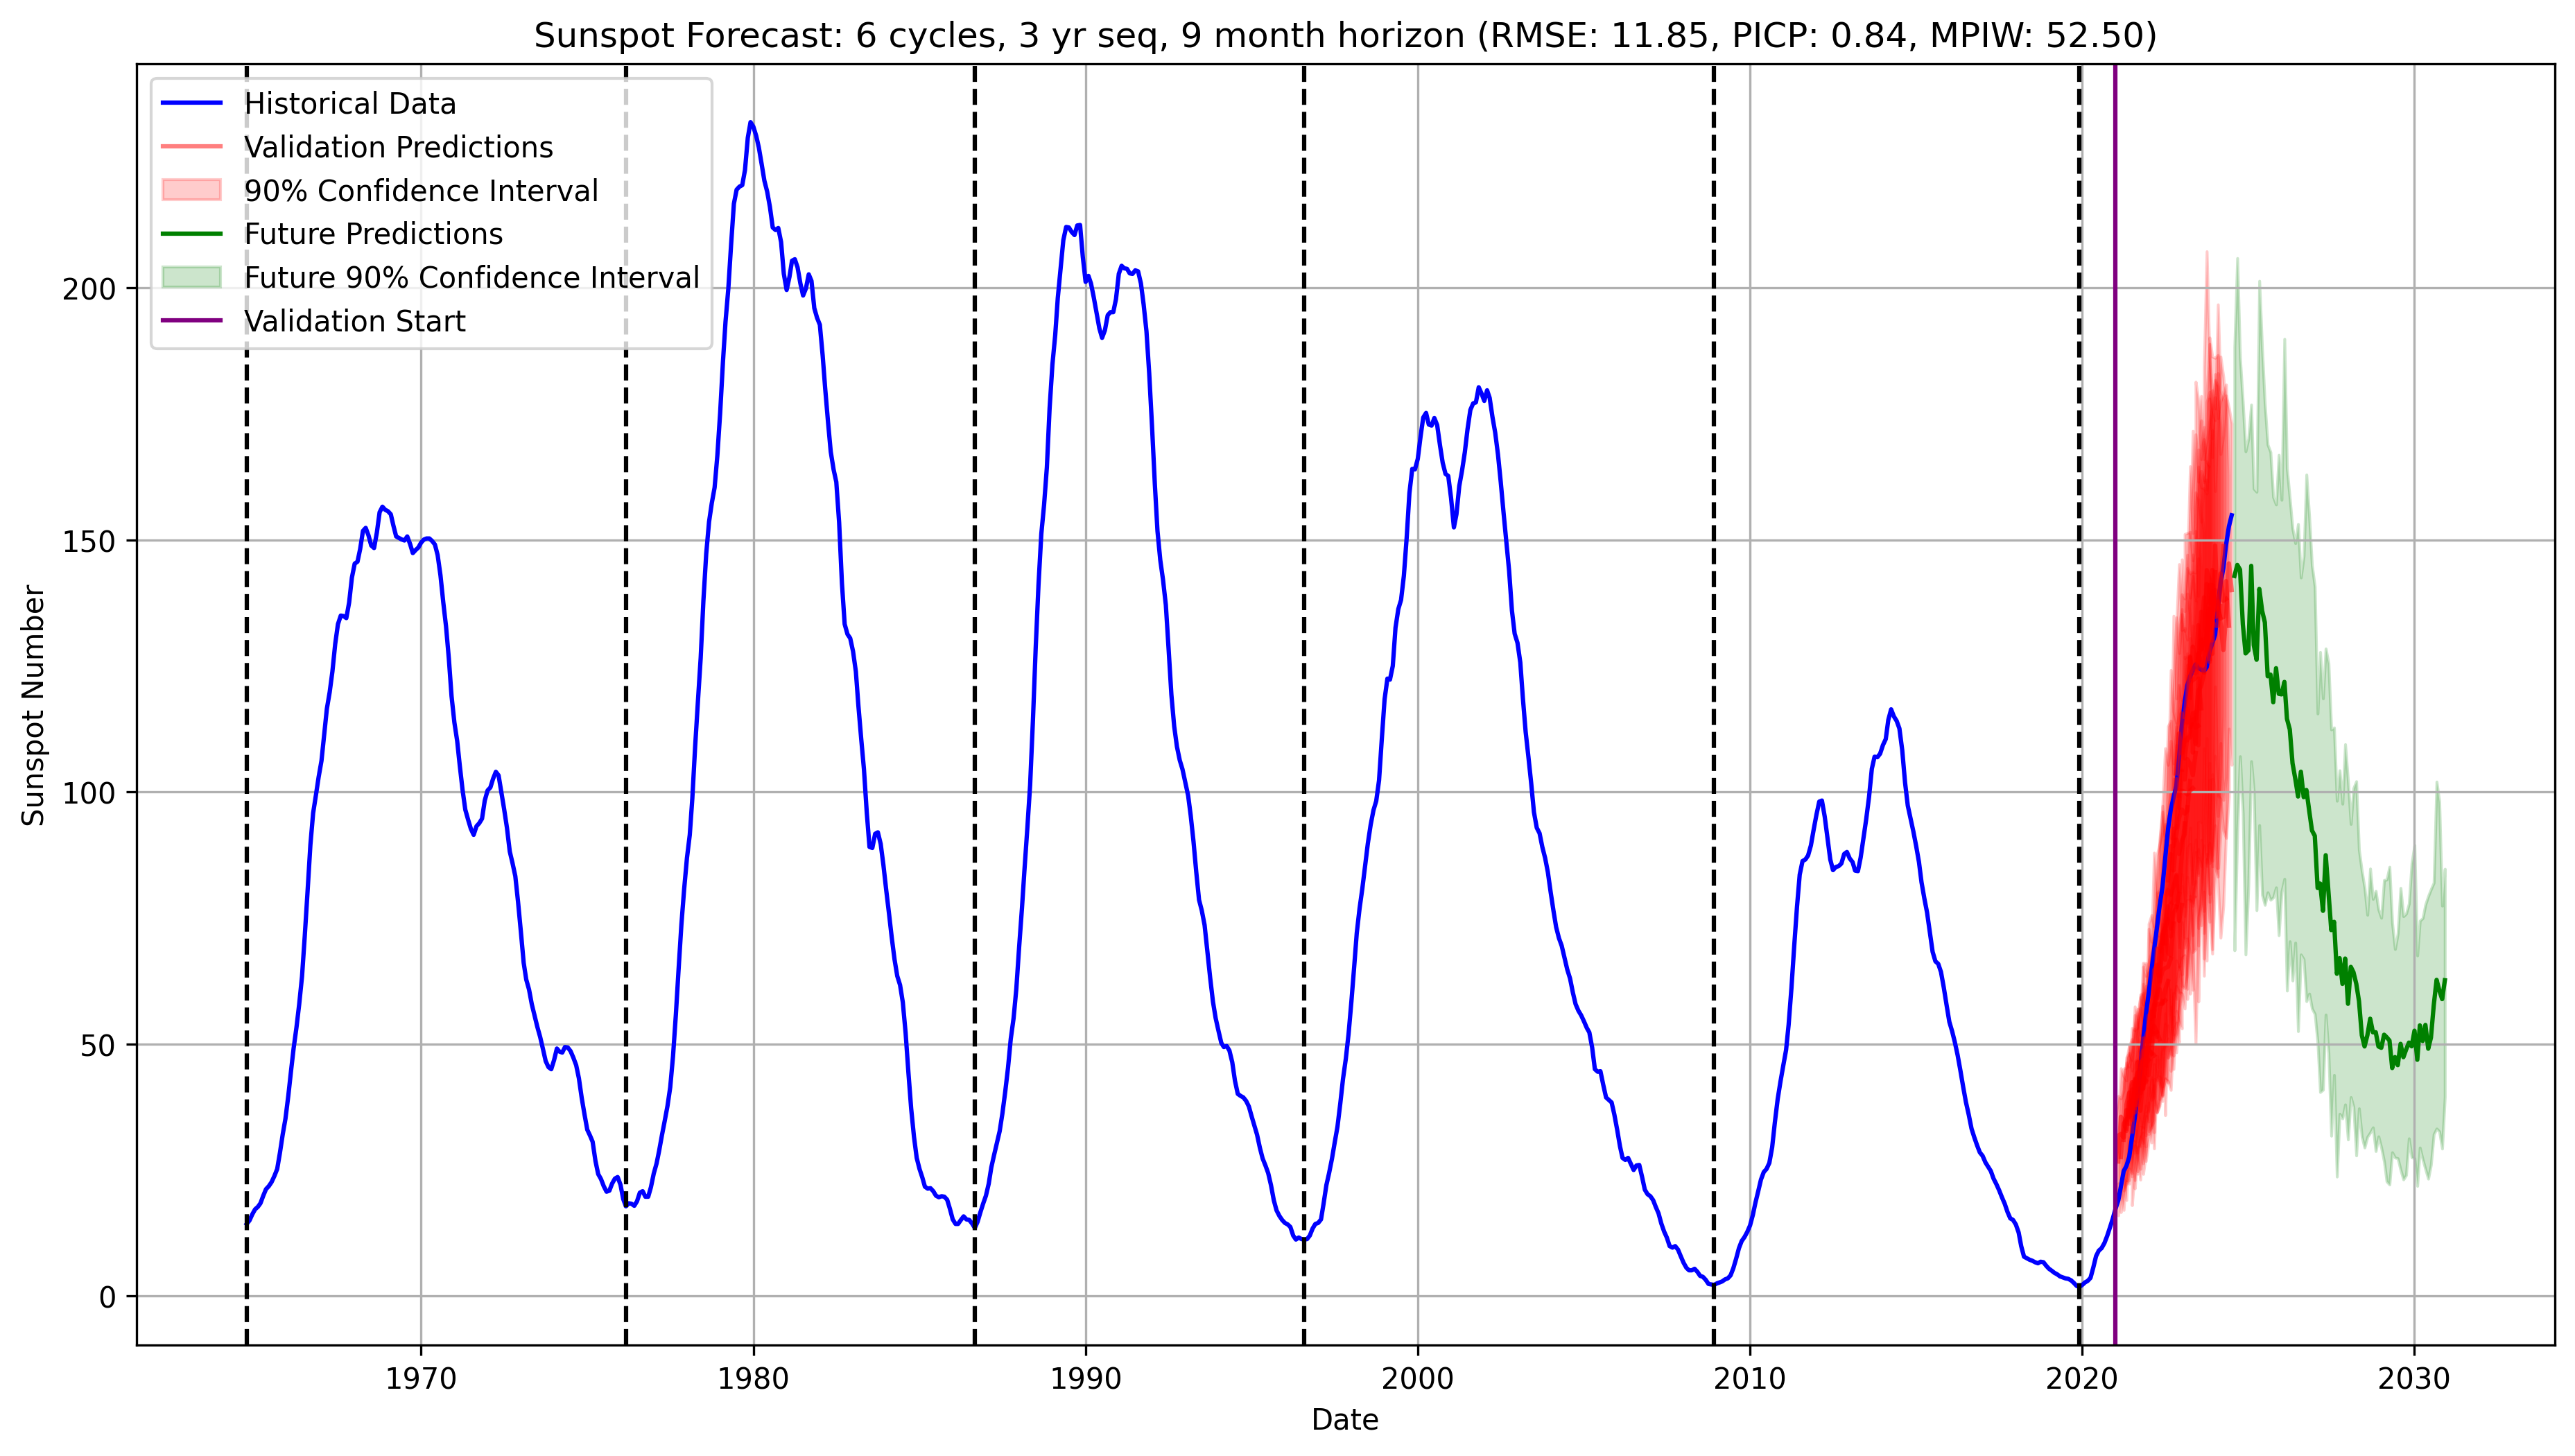 Sunspot Forecast: 6 cycles, 3 yr seq, 9 month horizon (RMSE: 11.85, PICP: 0.84, MPIW: 52.50)
Historical Data
Validation Predictions
90% Confidence Interval
Future Predictions
Future 90% Confidence Interval
Validation Start
Sunspot Number
200
150
100
50
0
1970
1980
1990
2000
2010
2020
2030
Date